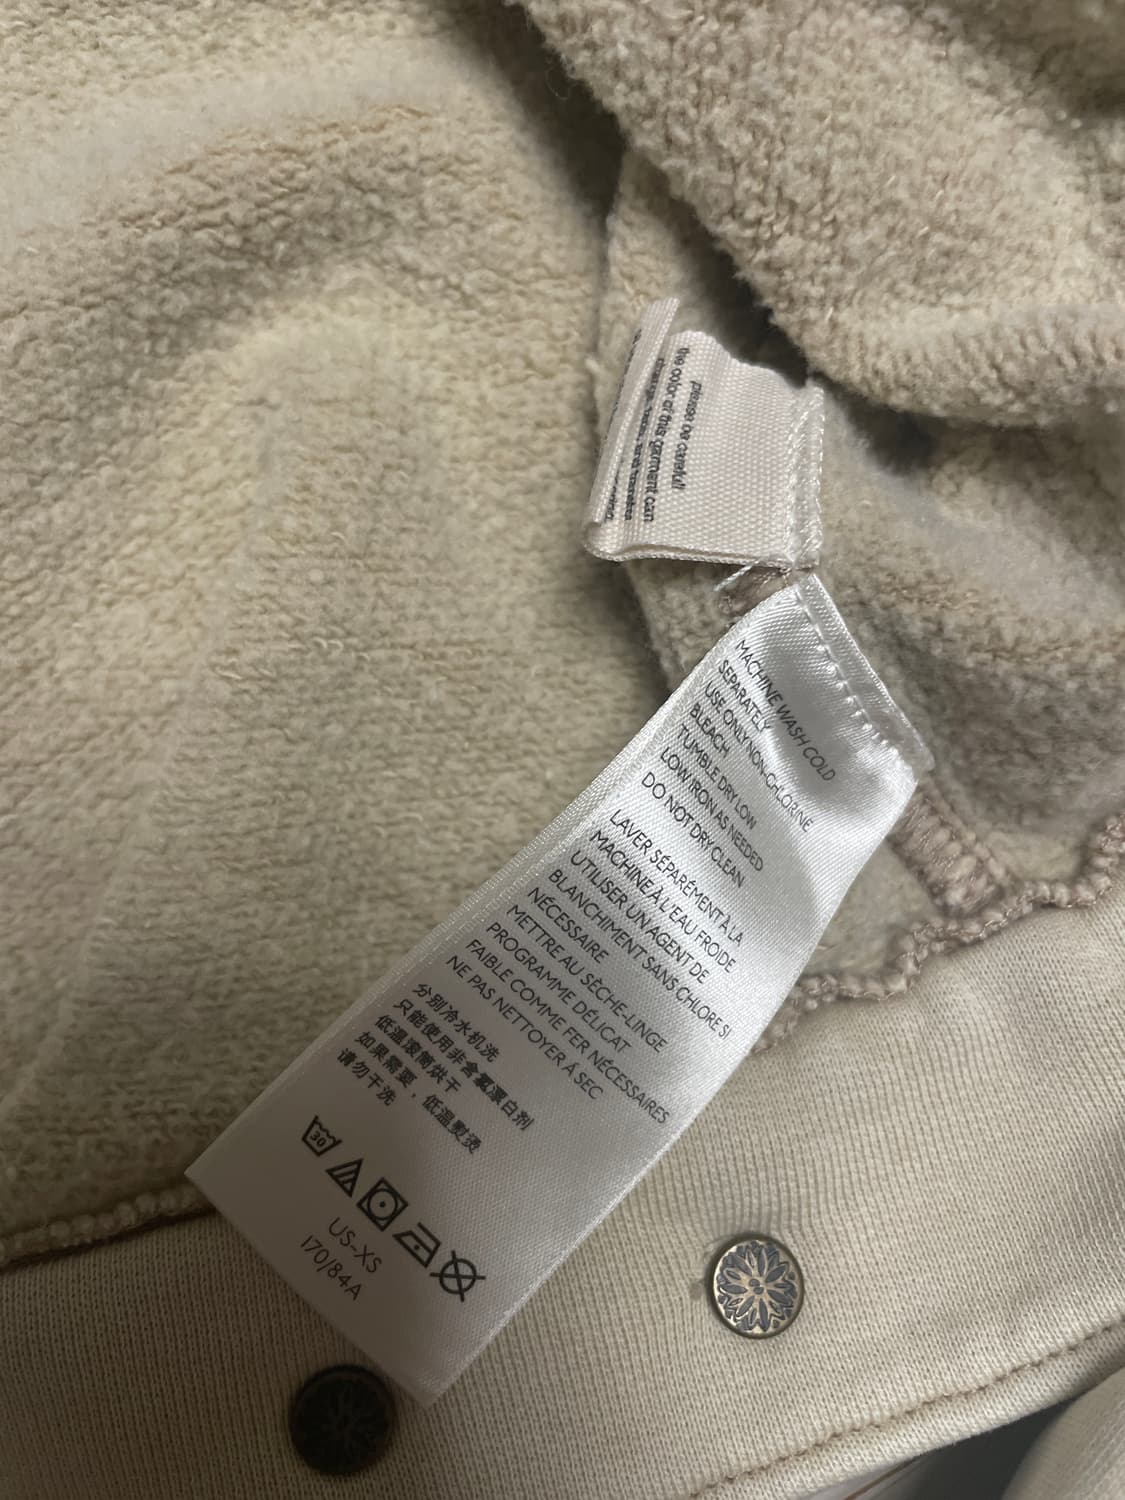 please be careful!
the color of this garment can
MACHINE WASH COLD
SEPARATELY
USE ONLY NON-CHLORINE
BLEACH
TUMBLE DRY LOW
LOW IRON AS NEEDED
DO NOT DRY CLEAN
LAVER SÉPARÉMENT À LA
MACHINE À L'EAU FROIDE
UTILISER UN AGENT DE
BLANCHIMENT SANS CHLORE SI
NÉCESSAIRE
METTRE AU SÈCHE-LINGE
PROGRAMME DÉLICAT
FAIBLE COMME FER NÉCESSAIRES
NE PAS NETTOYER À SEC
分别冷水机洗
只能使用非含氯漂白剂
低温滚筒烘干
如果需要，低温熨烫
请勿干洗
30
US-XS
170/84A